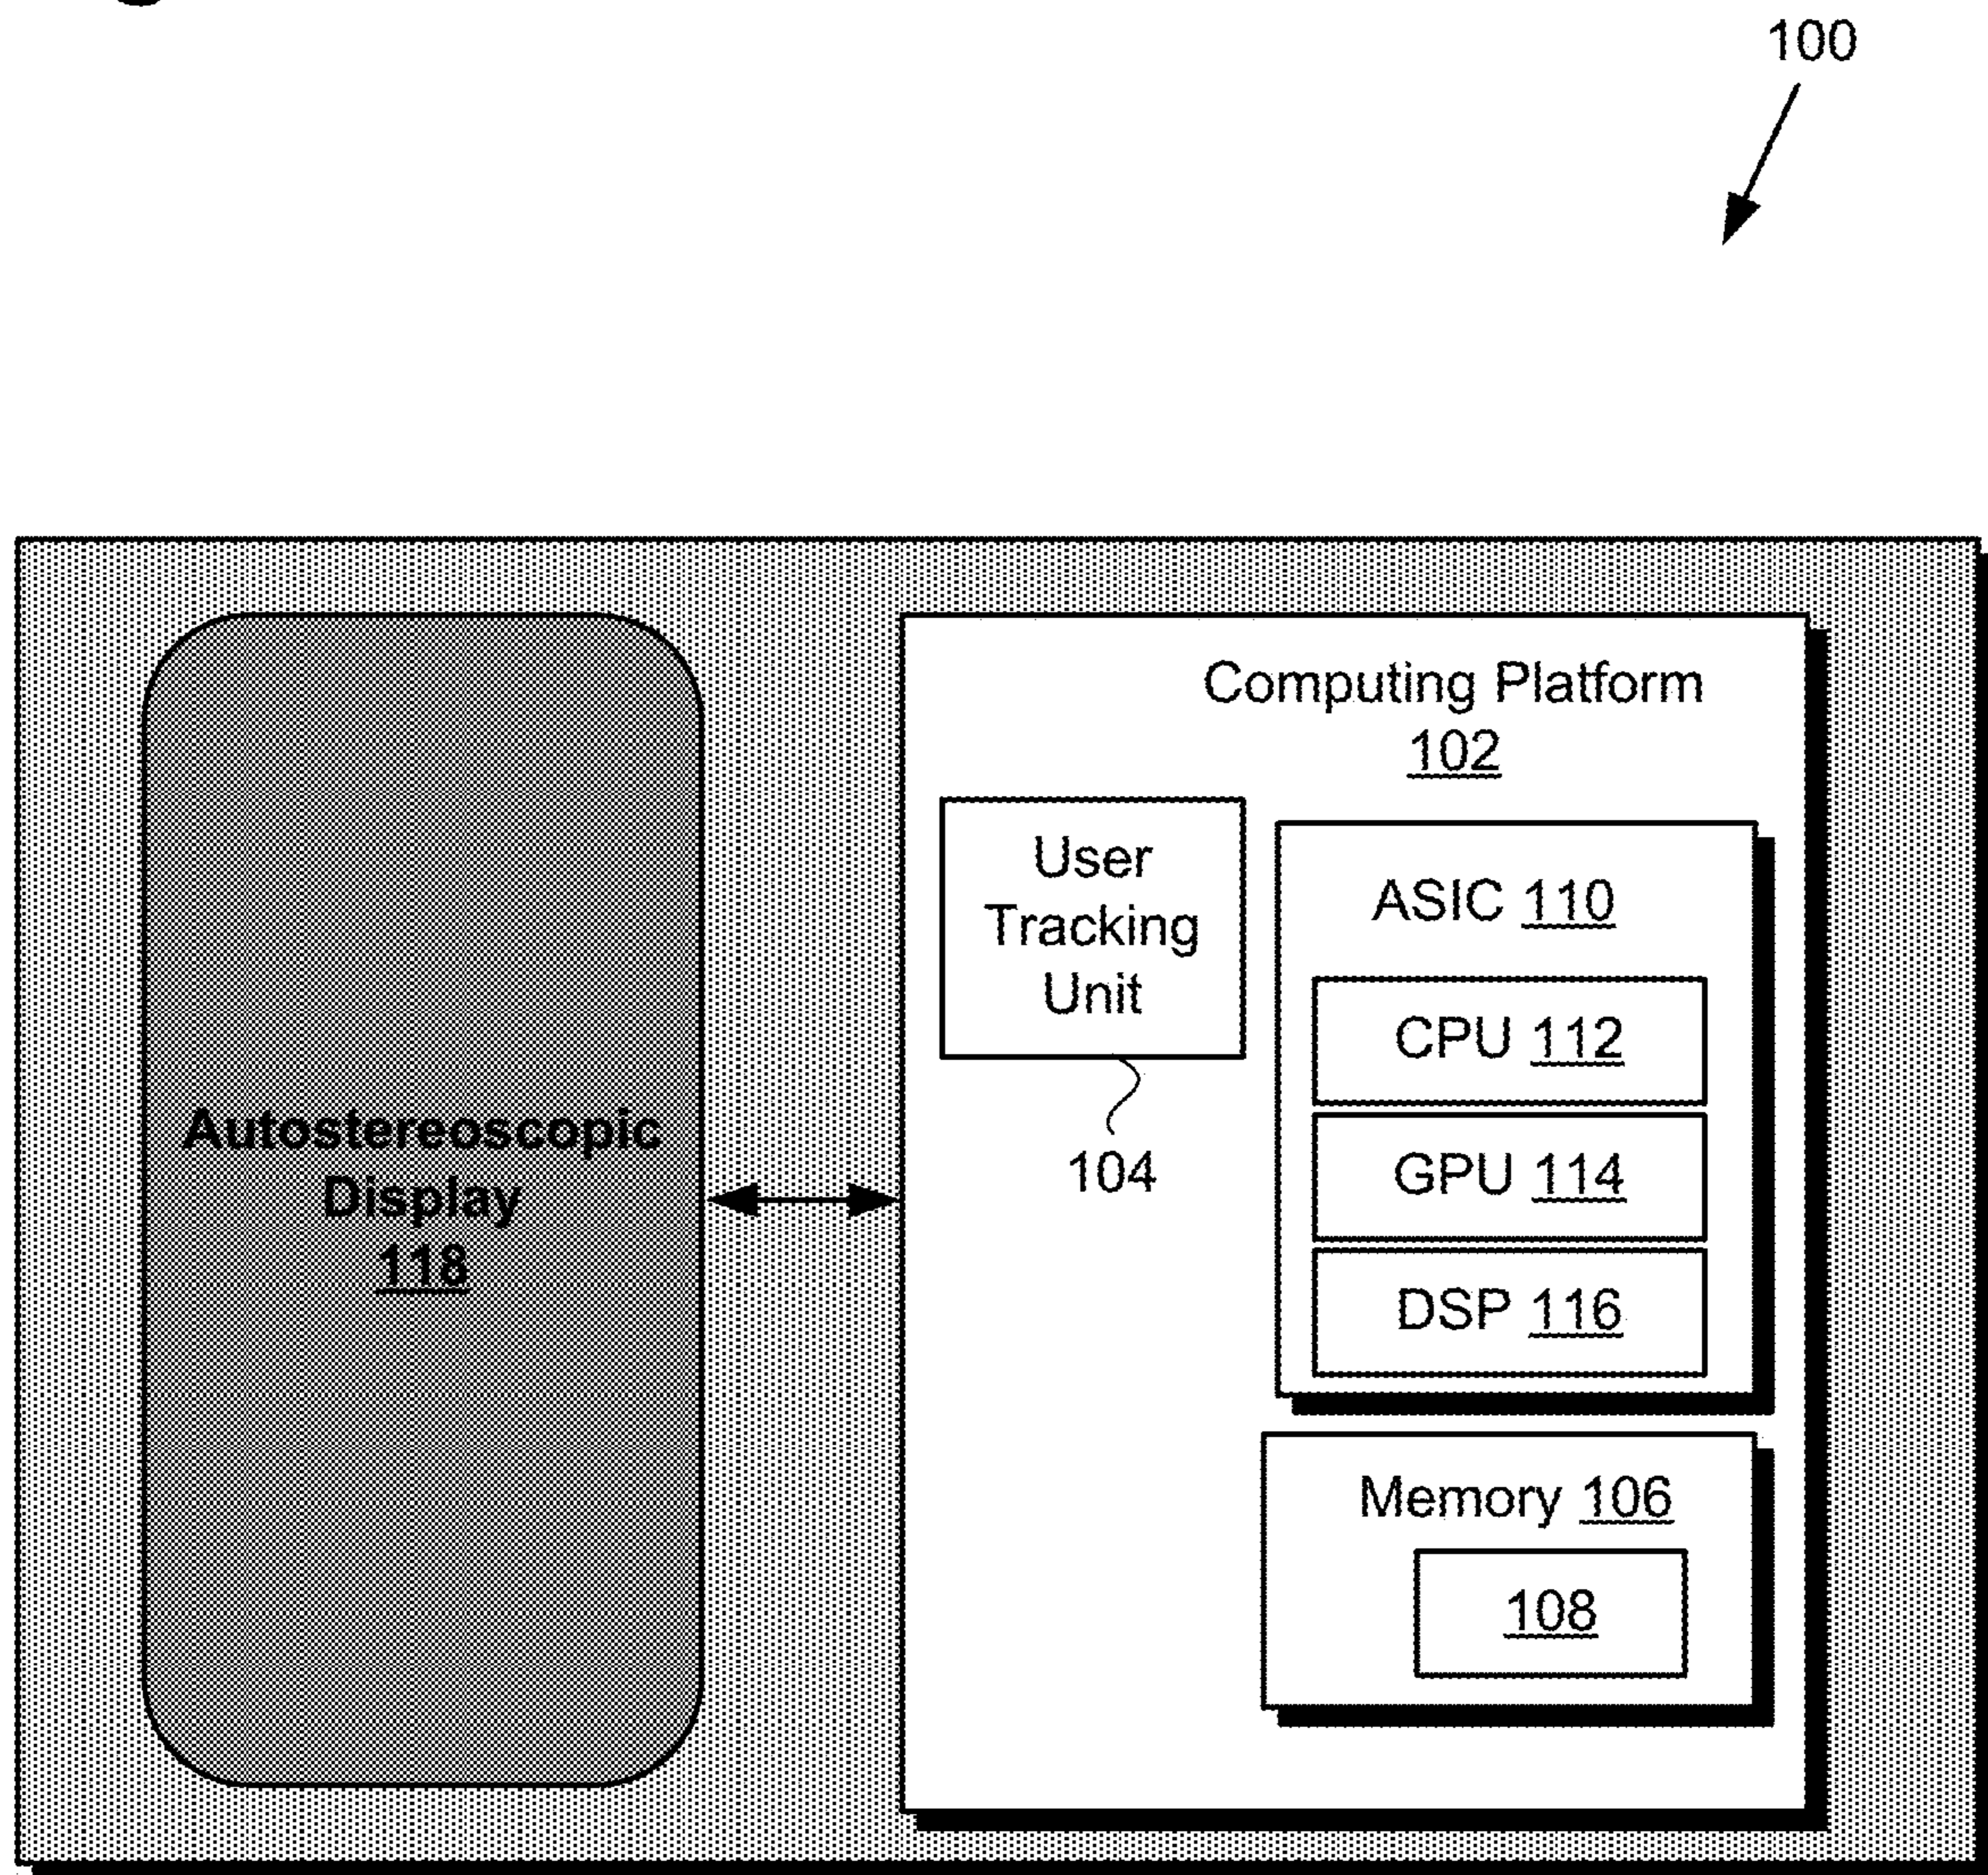 100
Computing Platform
102
User
Tracking
Unit
104
ASIC 110
CPU 112
GPU 114
DSP 116
Memory 106
108
Autostereoscopic
Display
118